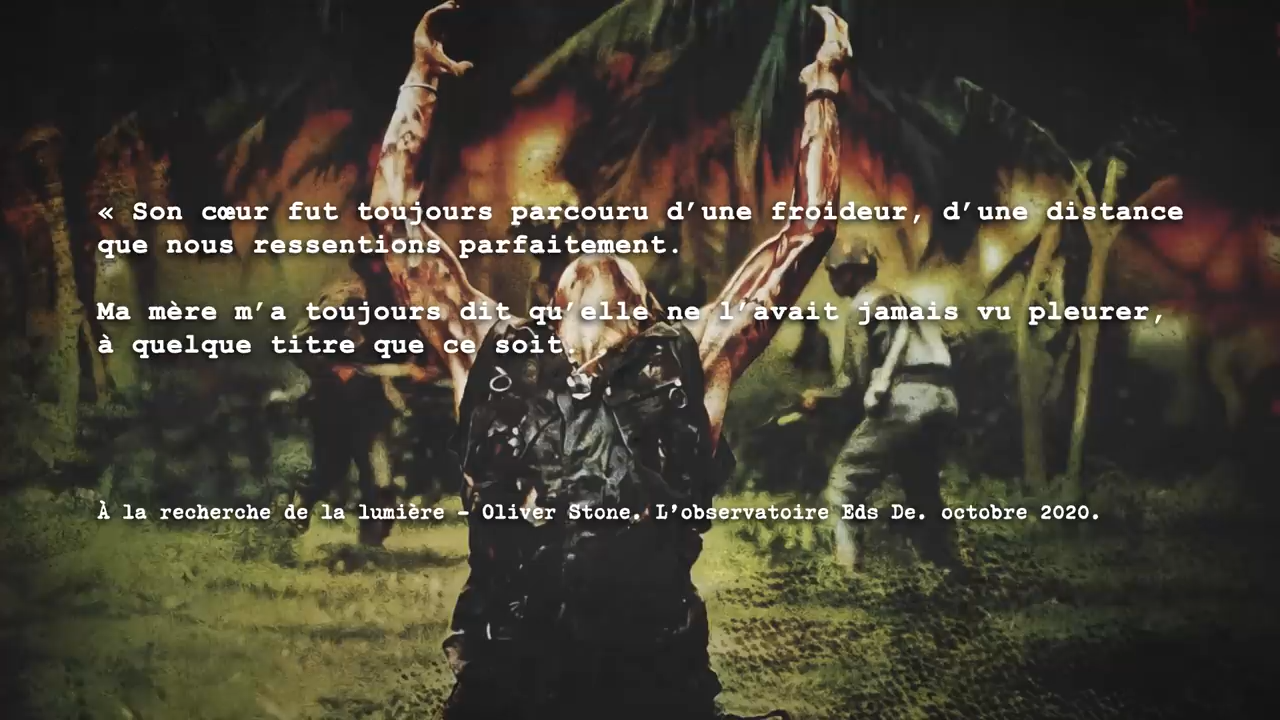 « Son cœur fut toujours parcouru d’une froideur, d’une distance
que nous ressentions parfaitement.
Ma mère m’a toujours dit qu’elle ne l’avait jamais vu pleurer,
à quelque titre que ce soit.
À la recherche de la lumière – Oliver Stone. L’observatoire Eds De. octobre 2020.